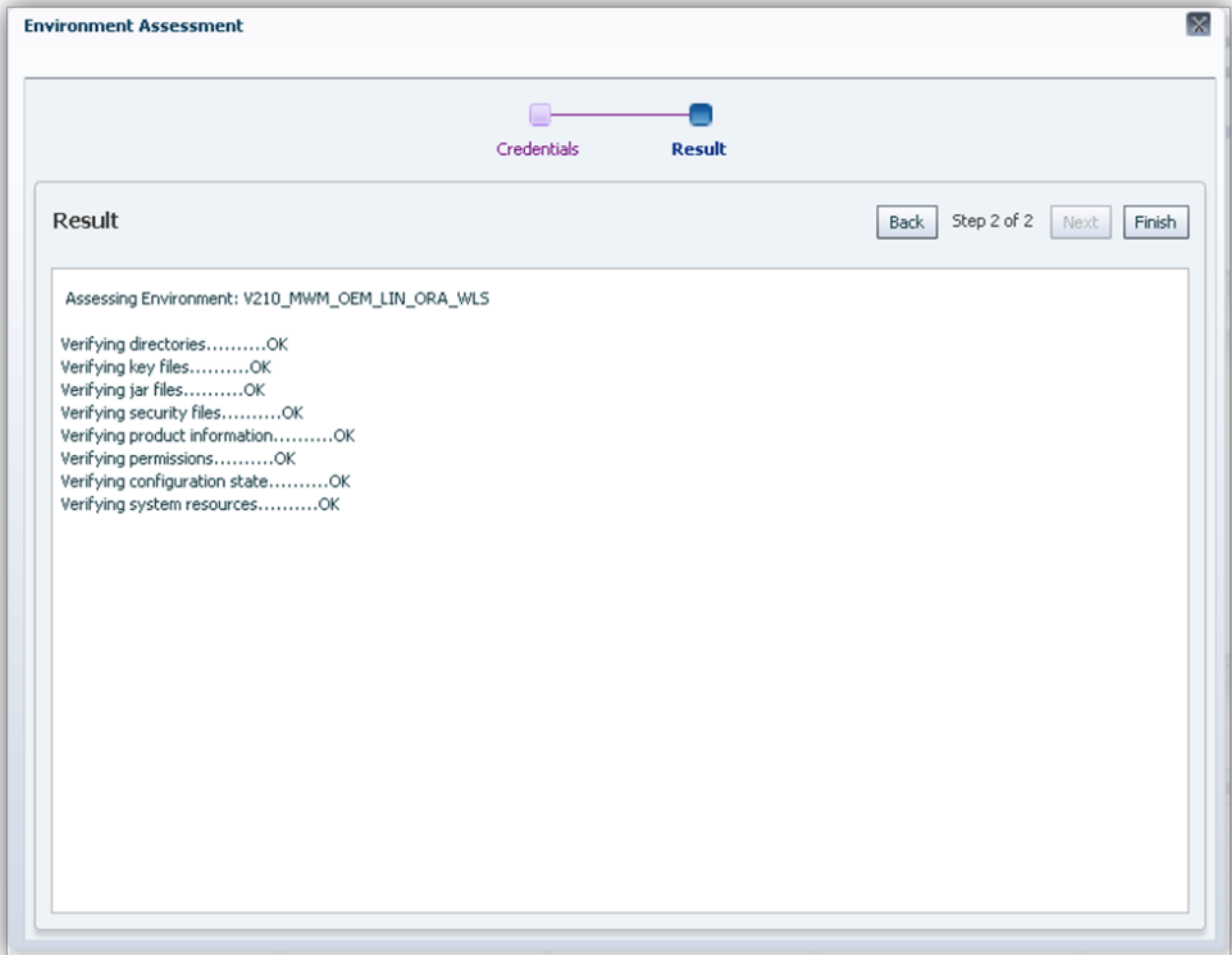 Environment Assessment
Credentials
Result
Result
Back
Step 2 of 2
Next
Finish
Assessing Environment: V210_MWM_OEM_LIN_ORA_WLS
Verifying directories..........OK
Verifying key files..........OK
Verifying jar files..........OK
Verifying security files..........OK
Verifying product information..........OK
Verifying permissions..........OK
Verifying configuration state..........OK
Verifying system resources..........OK